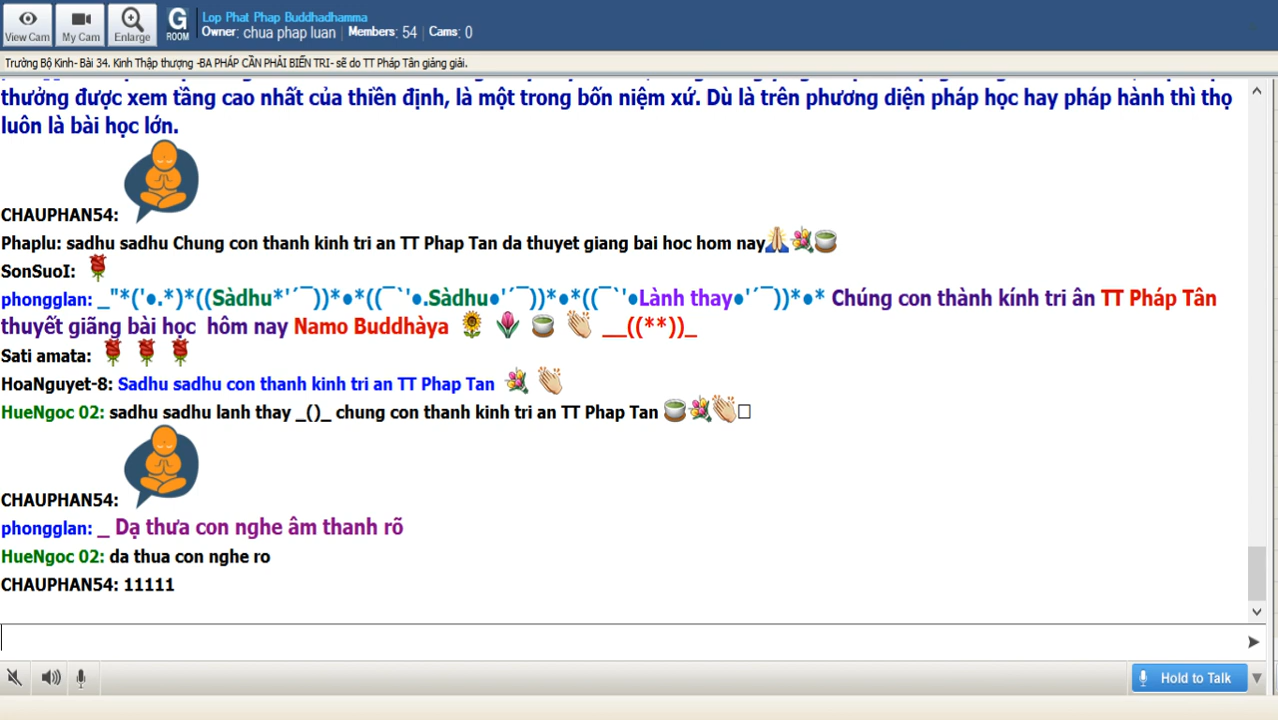 Lop Phat Phap Buddhadhamma
View Cam
My Cam
Enlarge
G
ROOM
Owner: chua phap luan | Members: 54 | Cams: 0
Trường Bộ Kinh- Bài 34. Kinh Thập thượng -BA PHÁP CẦN PHẢI BIẾN TRI- sẽ do TT Pháp Tân giảng giải.
thưởng được xem tầng cao nhất của thiền định, là một trong bốn niệm xứ. Dù là trên phương diện pháp học hay pháp hành thì thọ
luôn là bài học lớn.
CHAUPHAN54:
Phaplu: sadhu sadhu Chung con thanh kinh tri an TT Phap Tan da thuyet giang bai hoc hom nay
SonSuoI:
phongglan: _"*('●.*)*((Sàdhu*'´¯))*●*((¯`'●.Sàdhu●'´¯))*●*((¯`'●Lành thay●'´¯))*●* Chúng con thành kính tri ân TT Pháp Tân
thuyết giãng bài học hôm nay Namo Buddhàya __((**))_
Sati amata:
HoaNguyet-8: Sadhu sadhu con thanh kinh tri an TT Phap Tan
HueNgoc 02: sadhu sadhu lanh thay _()_ chung con thanh kinh tri an TT Phap Tan
CHAUPHAN54:
phongglan: _ Dạ thưa con nghe âm thanh rõ
HueNgoc 02: da thua con nghe ro
CHAUPHAN54: 11111
Hold to Talk